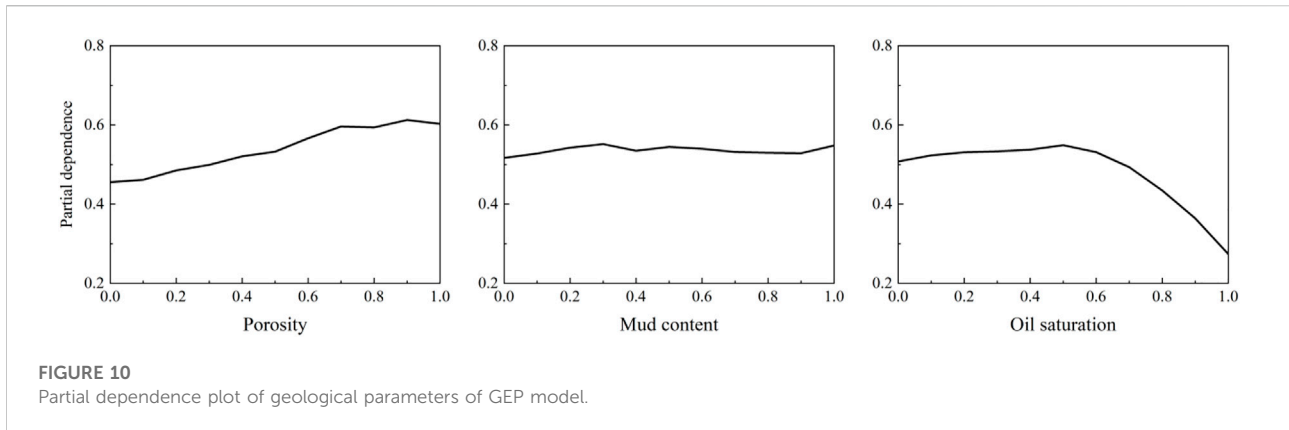 0.8
0.6
0.4
0.2
Partial dependence
0.0 0.2 0.4 0.6 0.8 1.0
Porosity
0.8
0.6
0.4
0.2
0.0 0.2 0.4 0.6 0.8 1.0
Mud content
0.8
0.6
0.4
0.2
0.0 0.2 0.4 0.6 0.8 1.0
Oil saturation
FIGURE 10
Partial dependence plot of geological parameters of GEP model.